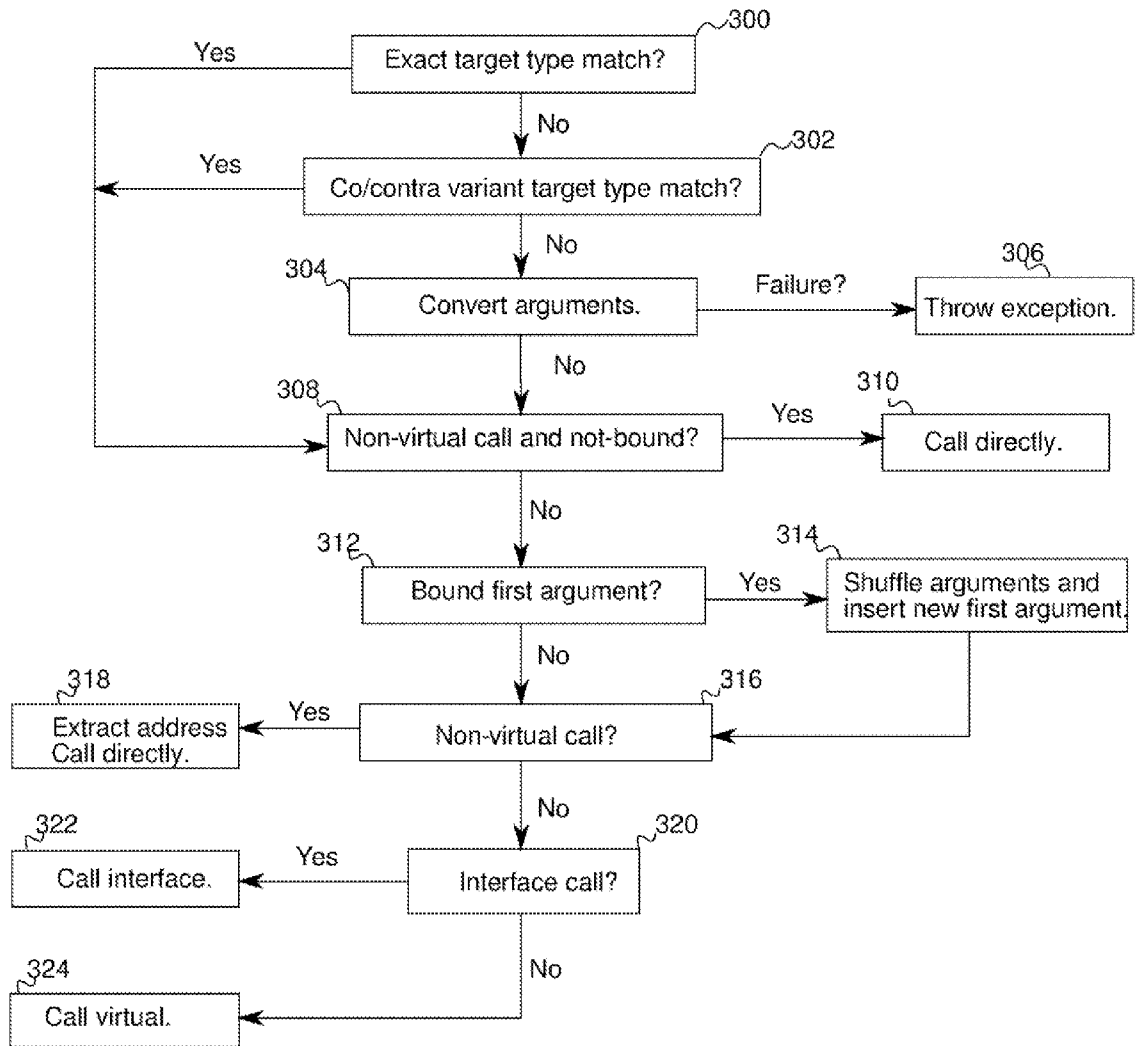 300
Yes
Exact target type match?
No
302
Yes
Co/contra variant target type match?
No
304
306
Failure?
Convert arguments.
Throw exception.
No
308
310
Yes
Non-virtual call and not-bound?
Call directly.
No
312
314
Bound first argument?
Yes
Shuffle arguments and
insert new first argument.
No
318
316
Yes
Extract address
Call directly.
Non-virtual call?
No
322
320
Yes
Call interface.
Interface call?
No
324
Call virtual.